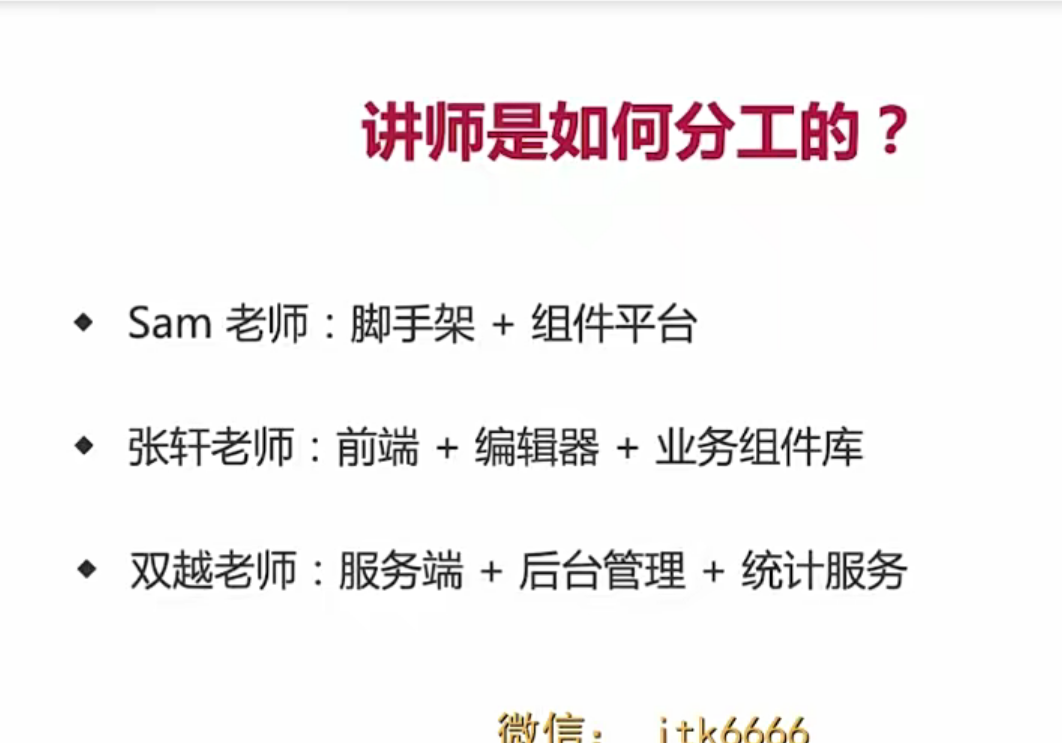 讲师是如何分工的？
◆ Sam 老师：脚手架 + 组件平台
◆ 张轩老师：前端 + 编辑器 + 业务组件库
◆ 双越老师：服务端 + 后台管理 + 统计服务
微信： itk6666